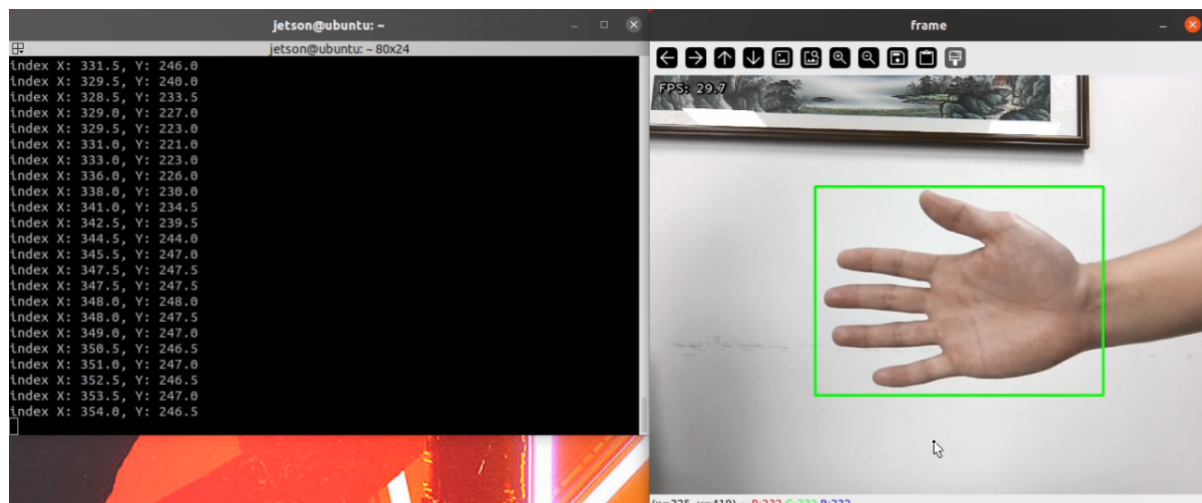 jetson@ubuntu: ~
jetson@ubuntu: ~ 80x24
index X: 331.5, Y: 246.0
index X: 329.5, Y: 240.0
index X: 328.5, Y: 233.5
index X: 329.0, Y: 227.0
index X: 329.5, Y: 223.0
index X: 331.0, Y: 221.0
index X: 333.0, Y: 223.0
index X: 336.0, Y: 226.0
index X: 338.0, Y: 230.0
index X: 341.0, Y: 234.5
index X: 342.5, Y: 239.5
index X: 344.5, Y: 244.0
index X: 345.5, Y: 247.0
index X: 347.5, Y: 247.5
index X: 347.5, Y: 247.5
index X: 348.0, Y: 248.0
index X: 348.0, Y: 247.5
index X: 349.0, Y: 247.0
index X: 350.5, Y: 246.5
index X: 351.0, Y: 247.0
index X: 352.5, Y: 246.5
index X: 353.5, Y: 247.0
index X: 354.0, Y: 246.5
frame
FPS: 29.7